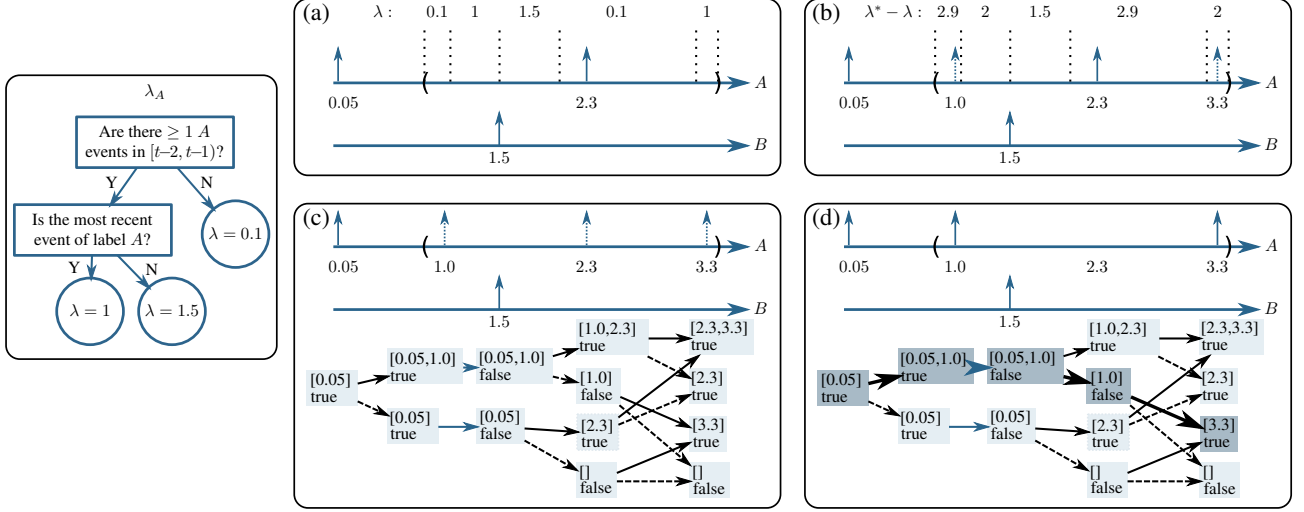 λ_A
Are there ≥ 1 A
events in [t−2, t−1)?
Y
N
Is the most recent
event of label A?
λ = 0.1
Y
N
λ = 1
λ = 1.5
(a)
λ : 0.1 1 1.5 0.1 1
( ) A
0.05 2.3
B
1.5
(b)
λ* − λ : 2.9 2 1.5 2.9 2
( ) A
0.05 1.0 2.3 3.3
B
1.5
(c)
( ) A
0.05 1.0 2.3 3.3
B
1.5
[0.05]
true
[0.05,1.0]
true
[0.05]
true
[0.05,1.0]
false
[0.05]
false
[1.0,2.3]
true
[1.0]
false
[2.3]
true
[]
false
[2.3,3.3]
true
[2.3]
true
[3.3]
true
[]
false
(d)
( ) A
0.05 1.0 2.3 3.3
B
1.5
[0.05]
true
[0.05,1.0]
true
[0.05]
true
[0.05,1.0]
false
[0.05]
false
[1.0,2.3]
true
[1.0]
false
[2.3]
true
[]
false
[2.3,3.3]
true
[2.3]
true
[3.3]
true
[]
false